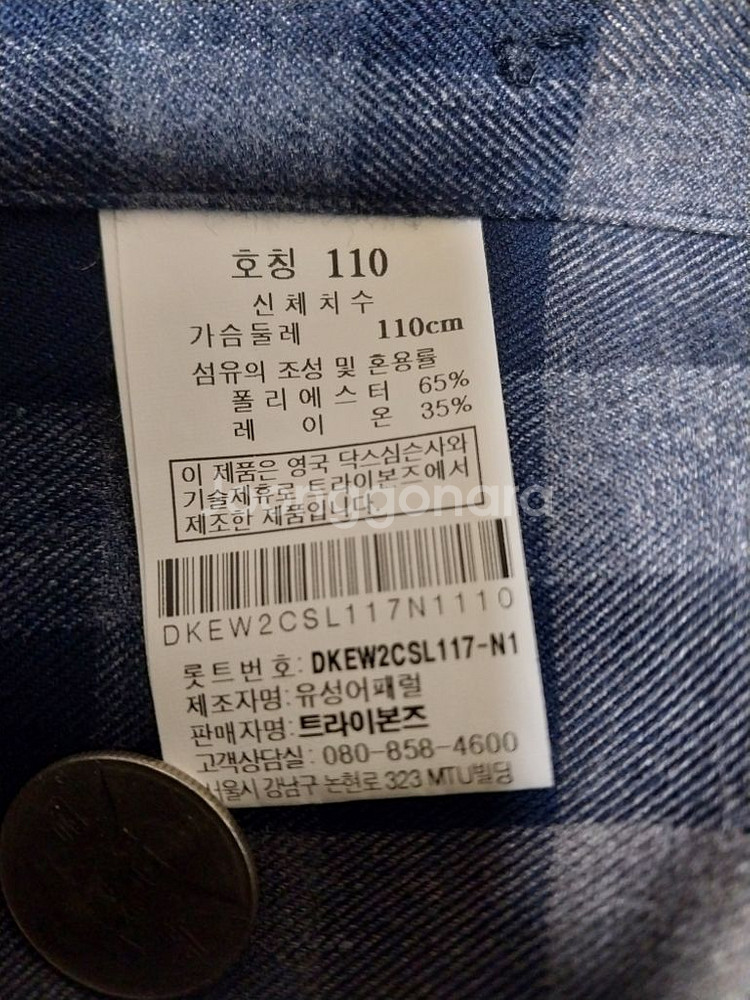 호칭 110
신체치수
가슴둘레 110cm
섬유의 조성 및 혼용률
폴리에스터 65%
레이온 35%
이 제품은 영국 닥스심슨사와
기술제휴로 트라이본즈에서
제조한 제품입니다.
Joonggonara
DKEW2CSL117N1110
롯트번호: DKEW2CSL117-N1
제조자명: 유성어패럴
판매자명: 트라이본즈
고객상담실: 080-858-4600
서울시 강남구 논현로 323 MTU빌딩